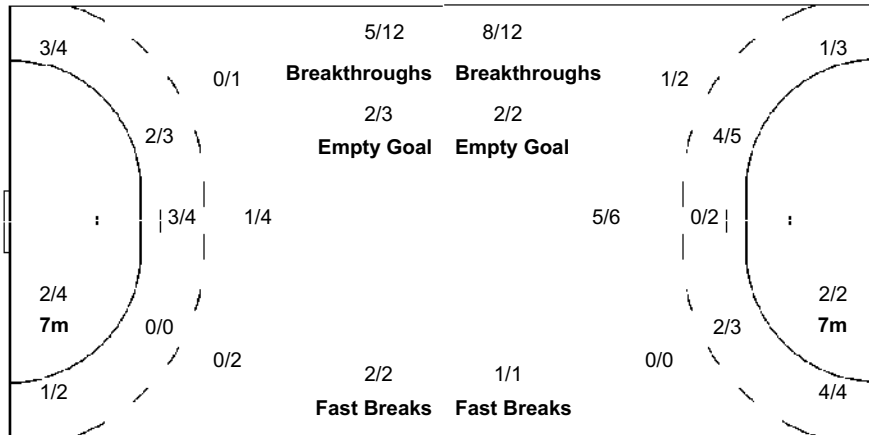 5/12 8/12
3/4 1/3
0/1 Breakthroughs Breakthroughs 1/2
2/3 2/2
2/3 4/5
Empty Goal Empty Goal
3/4 1/4 5/6 0/2
2/4 2/2
7m 0/0 2/3 7m
0/2 0/0
2/2 1/1
1/2 4/4
Fast Breaks Fast Breaks